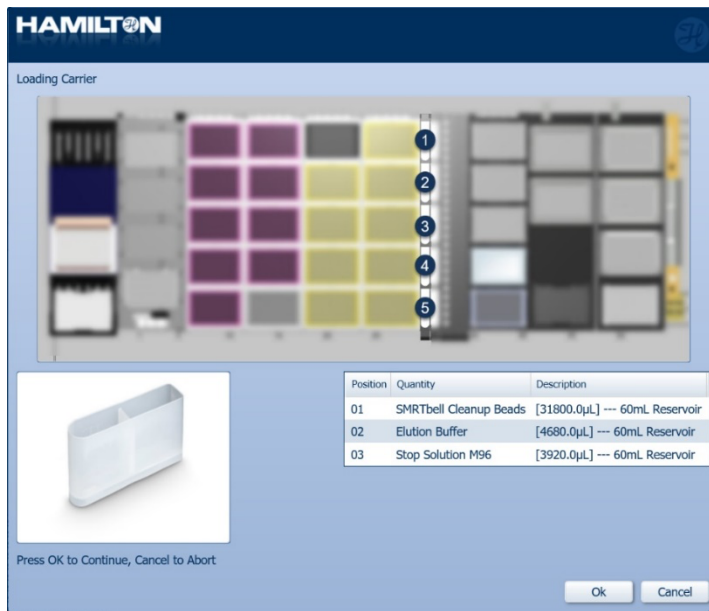 HAMILTON
Loading Carrier
1
2
3
4
5
Position Quantity Description
01 SMRTbell Cleanup Beads [31800.0µL] --- 60mL Reservoir
02 Elution Buffer [4680.0µL] --- 60mL Reservoir
03 Stop Solution M96 [3920.0µL] --- 60mL Reservoir
Press OK to Continue, Cancel to Abort
Ok Cancel